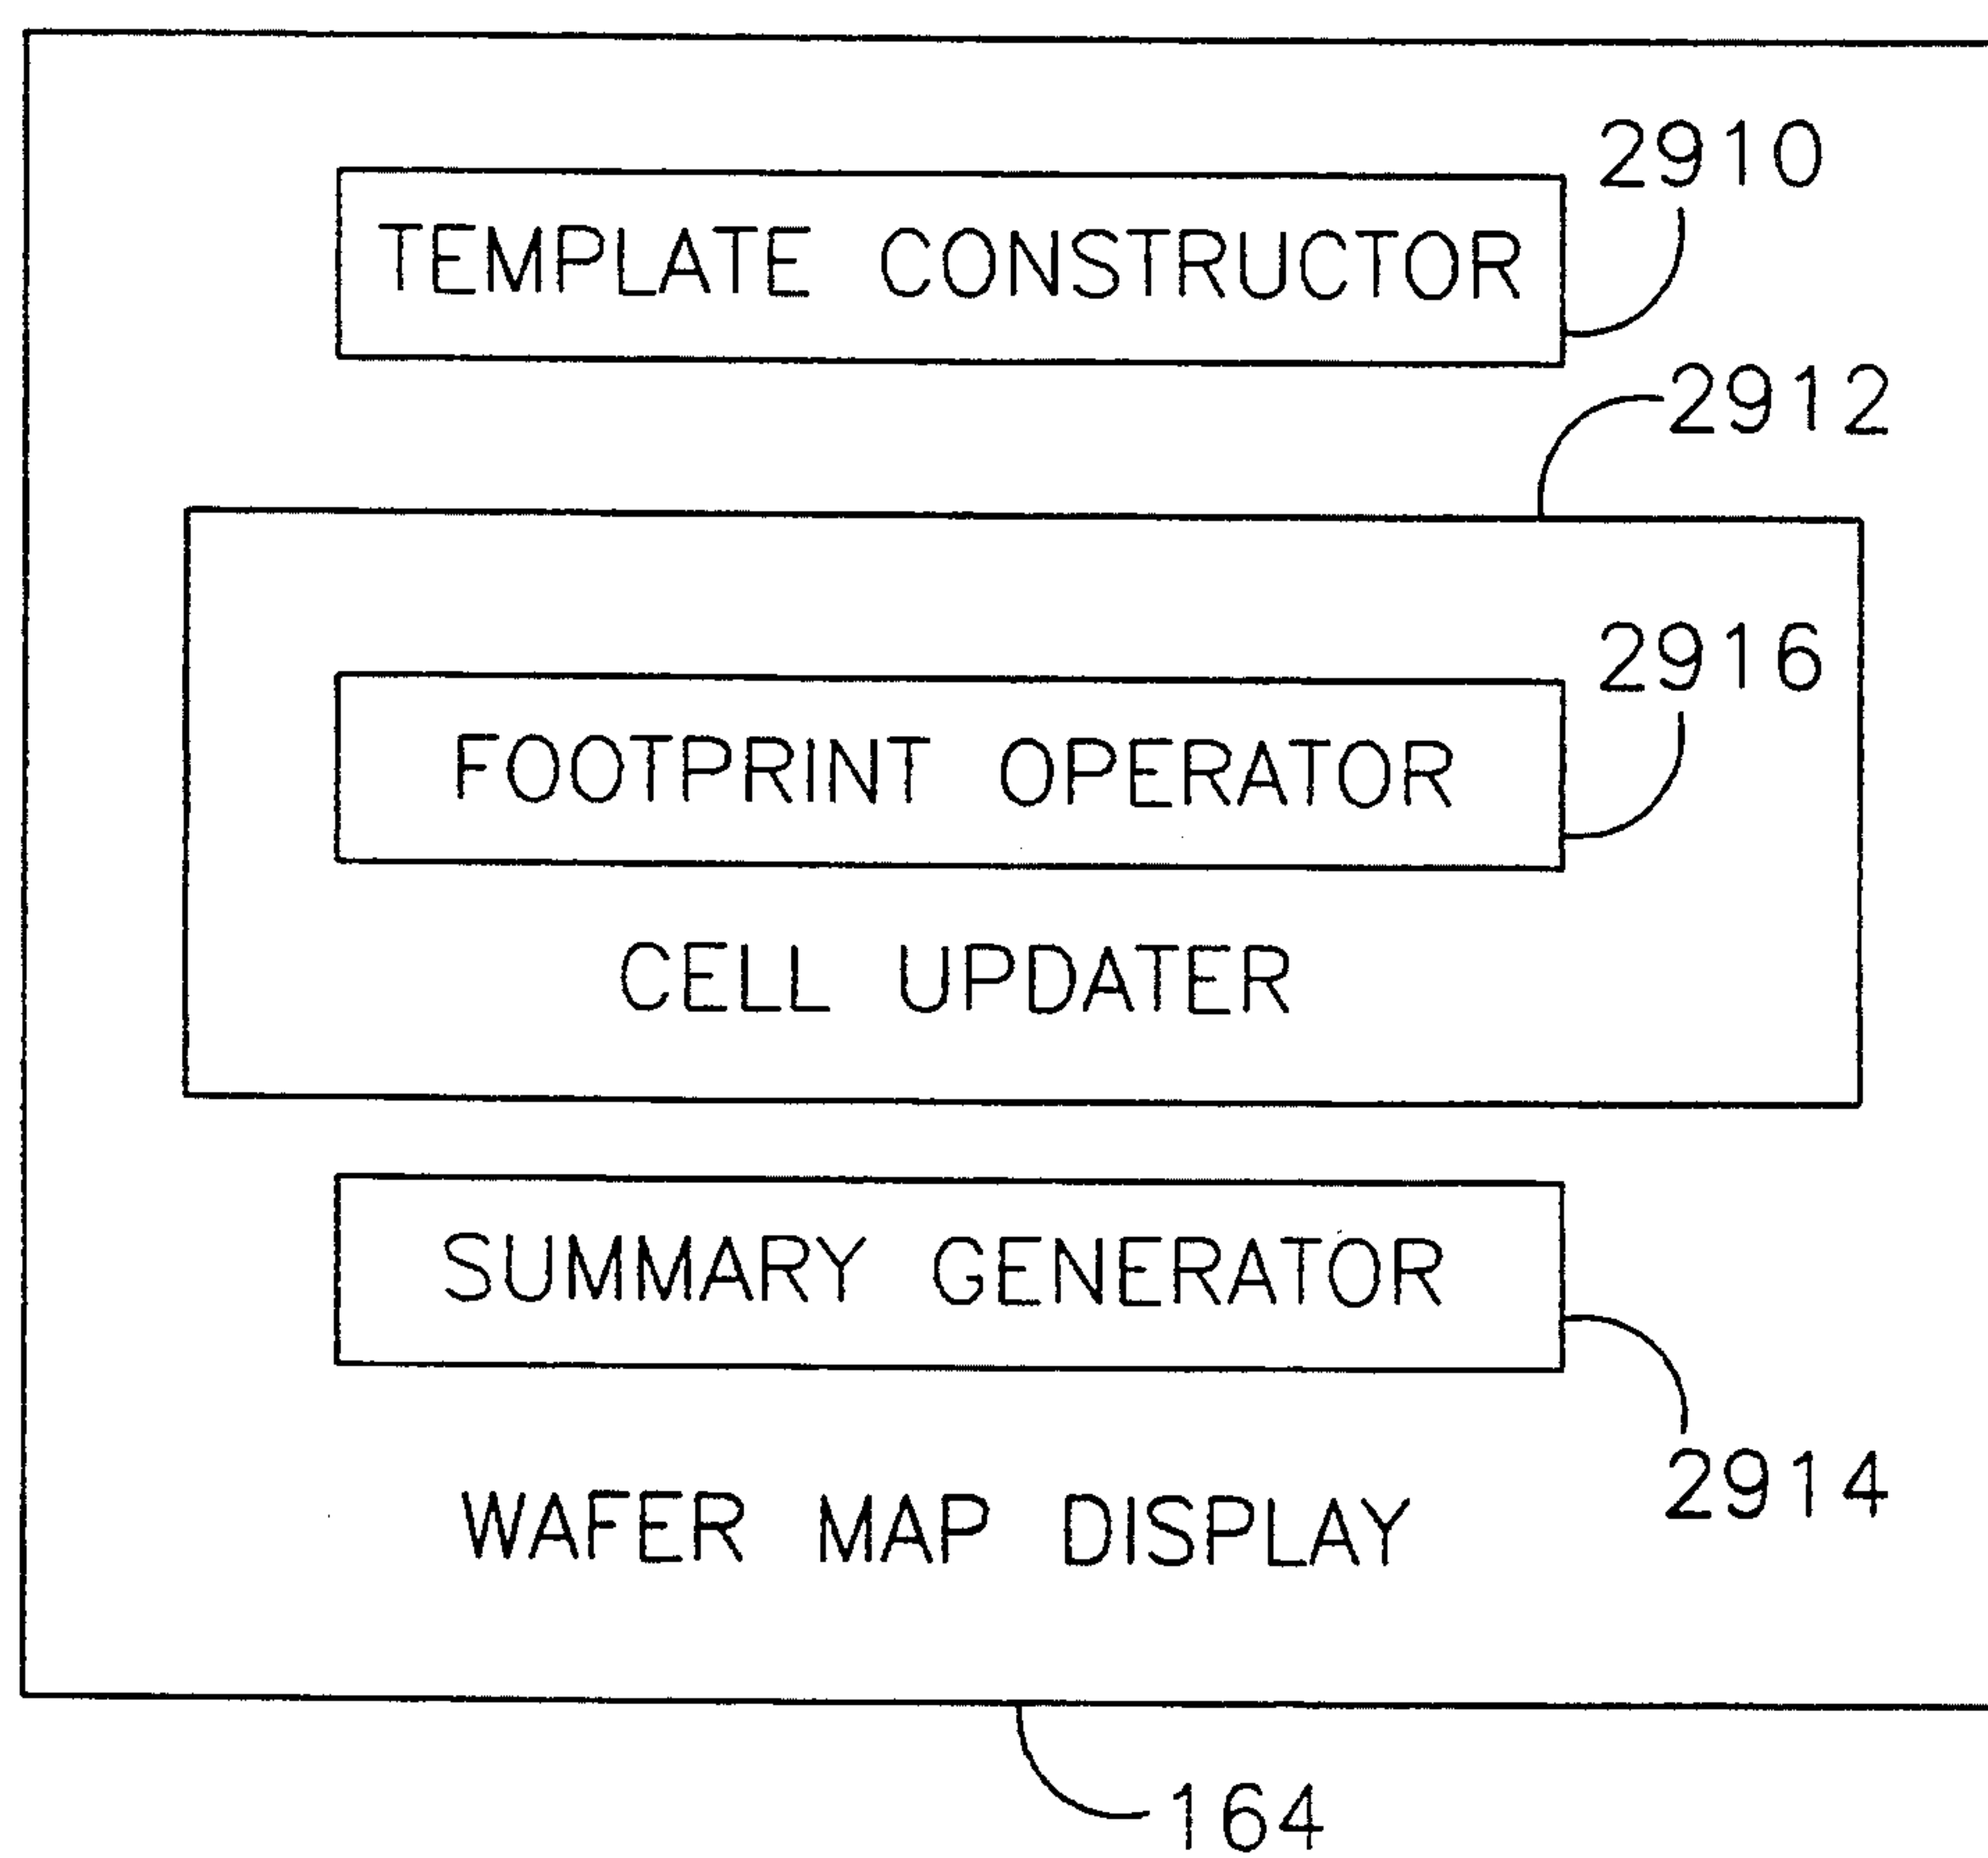 2910
TEMPLATE CONSTRUCTOR
2912
2916
FOOTPRINT OPERATOR
CELL UPDATER
SUMMARY GENERATOR
2914
WAFER MAP DISPLAY
164